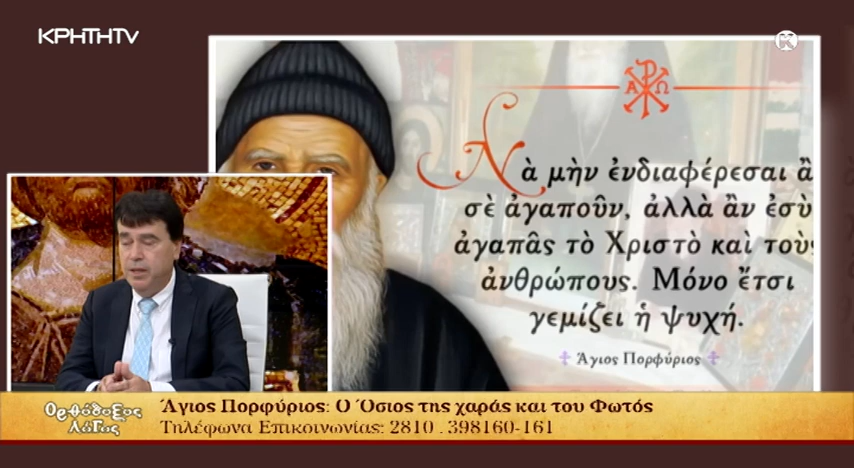 ΚΡΗΤΗTV
Α Ω
Νὰ μὴν ἐνδιαφέρεσαι ἂ
σὲ ἀγαποῦν, ἀλλὰ ἂν ἐσὺ
ἀγαπᾶς τὸ Χριστὸ καὶ τοὺς
ἀνθρώπους. Μόνο ἔτσι
γεμίζει ἡ ψυχή.
Ἅγιος Πορφύριος
Ορθόδοξος
Λόγος
Άγιος Πορφύριος: Ο Όσιος της χαράς και του Φωτός
Τηλέφωνα Επικοινωνίας: 2810 . 398160-161